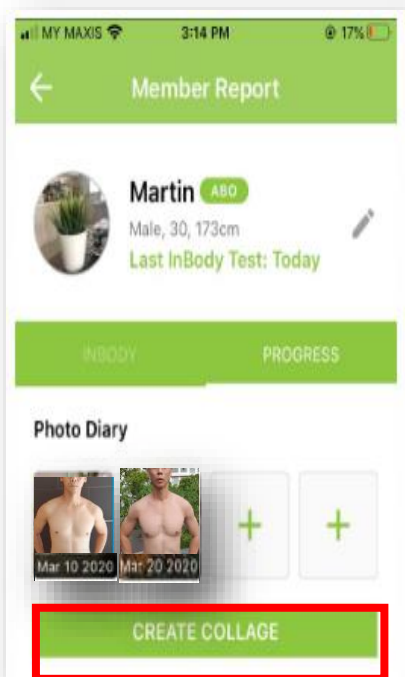 MY MAXIS 3:14 PM 17%
Member Report
Martin ABO
Male, 30, 173cm
Last InBody Test: Today
INBODY PROGRESS
Photo Diary
Mar 10 2020 Mar 20 2020
CREATE COLLAGE